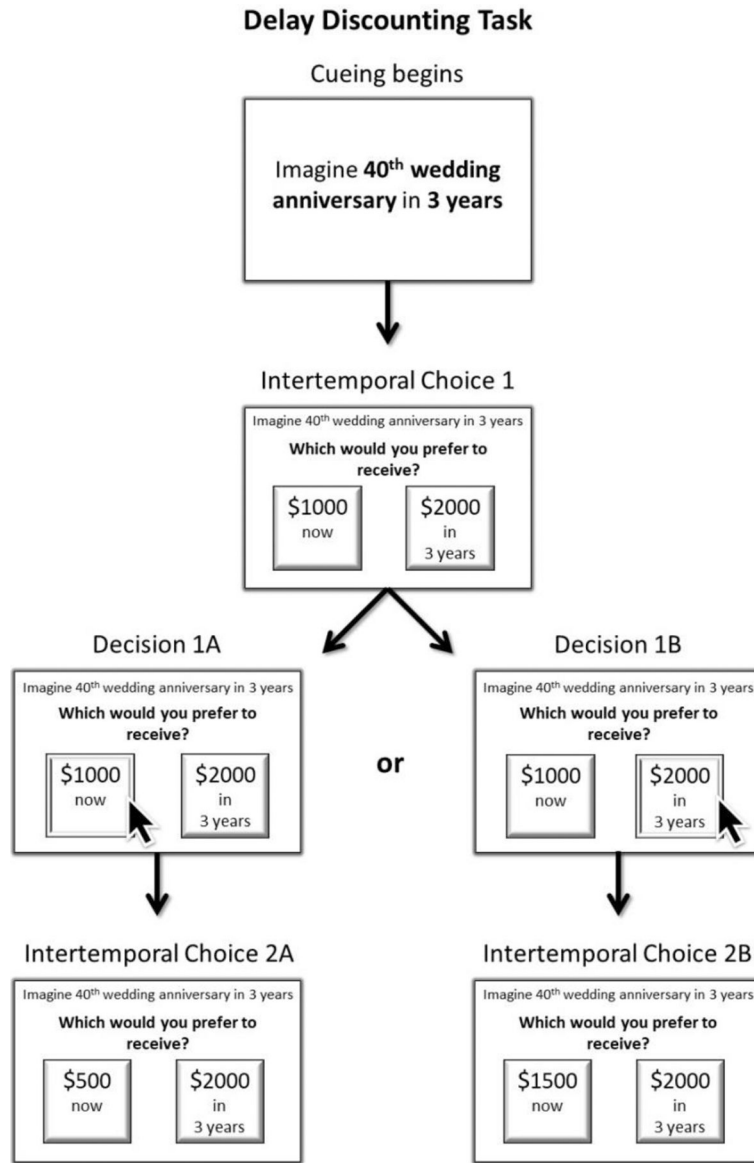 Delay Discounting Task
Cueing begins
Imagine 40th wedding
anniversary in 3 years
Intertemporal Choice 1
Imagine 40th wedding anniversary in 3 years
Which would you prefer to
receive?
$1000
now
$2000
in
3 years
Decision 1A
Imagine 40th wedding anniversary in 3 years
Which would you prefer to
receive?
$1000
now
$2000
in
3 years
or
Decision 1B
Imagine 40th wedding anniversary in 3 years
Which would you prefer to
receive?
$1000
now
$2000
in
3 years
Intertemporal Choice 2A
Imagine 40th wedding anniversary in 3 years
Which would you prefer to
receive?
$500
now
$2000
in
3 years
Intertemporal Choice 2B
Imagine 40th wedding anniversary in 3 years
Which would you prefer to
receive?
$1500
now
$2000
in
3 years